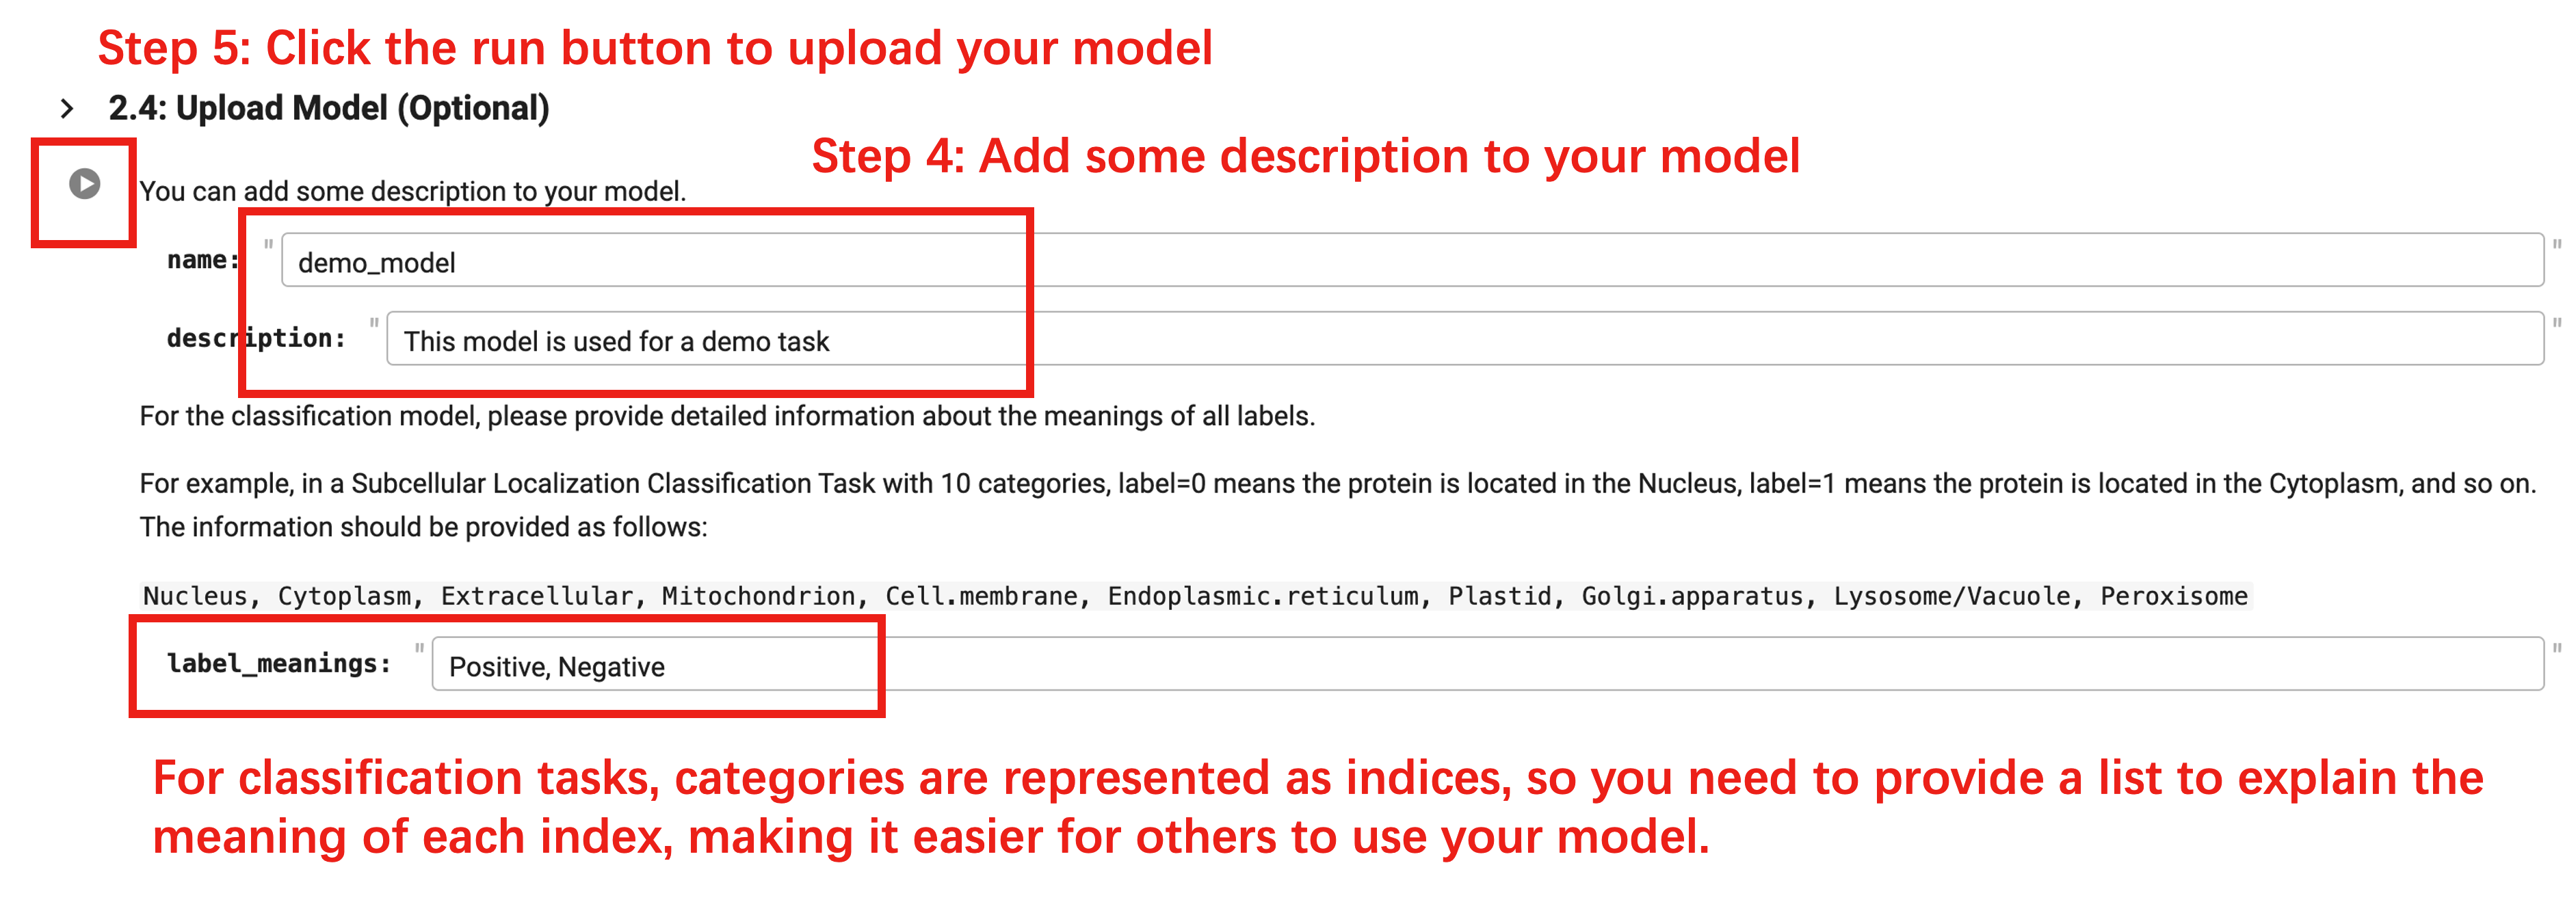 Step 5: Click the run button to upload your model
2.4: Upload Model (Optional)
Step 4: Add some description to your model
You can add some description to your model.
name: " demo_model "
description: " This model is used for a demo task "
For the classification model, please provide detailed information about the meanings of all labels.
For example, in a Subcellular Localization Classification Task with 10 categories, label=0 means the protein is located in the Nucleus, label=1 means the protein is located in the Cytoplasm, and so on.
The information should be provided as follows:
Nucleus, Cytoplasm, Extracellular, Mitochondrion, Cell.membrane, Endoplasmic.reticulum, Plastid, Golgi.apparatus, Lysosome/Vacuole, Peroxisome
label_meanings: " Positive, Negative "
For classification tasks, categories are represented as indices, so you need to provide a list to explain the
meaning of each index, making it easier for others to use your model.